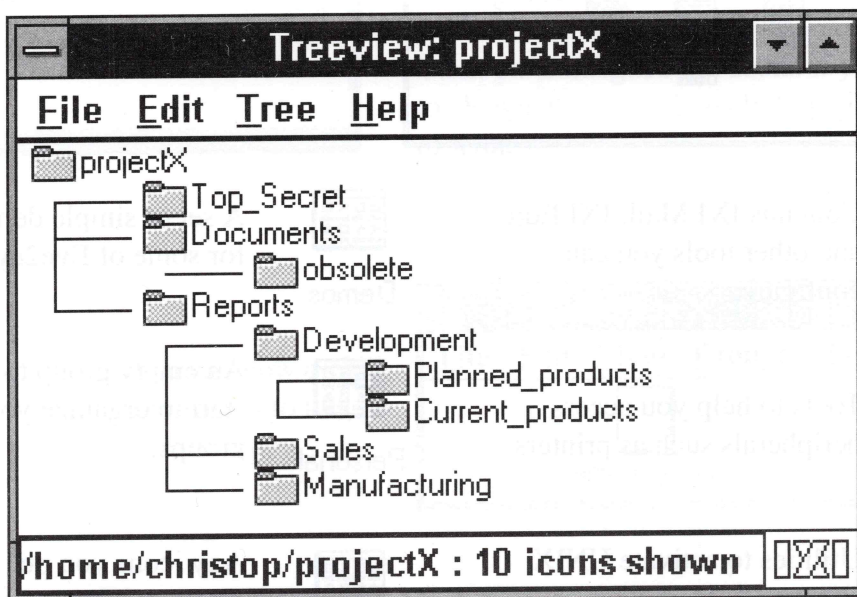 Treeview: projectX
File Edit Tree Help
projectX
Top_Secret
Documents
obsolete
Reports
Development
Planned_products
Current_products
Sales
Manufacturing
/home/christop/projectX : 10 icons shown
IXI